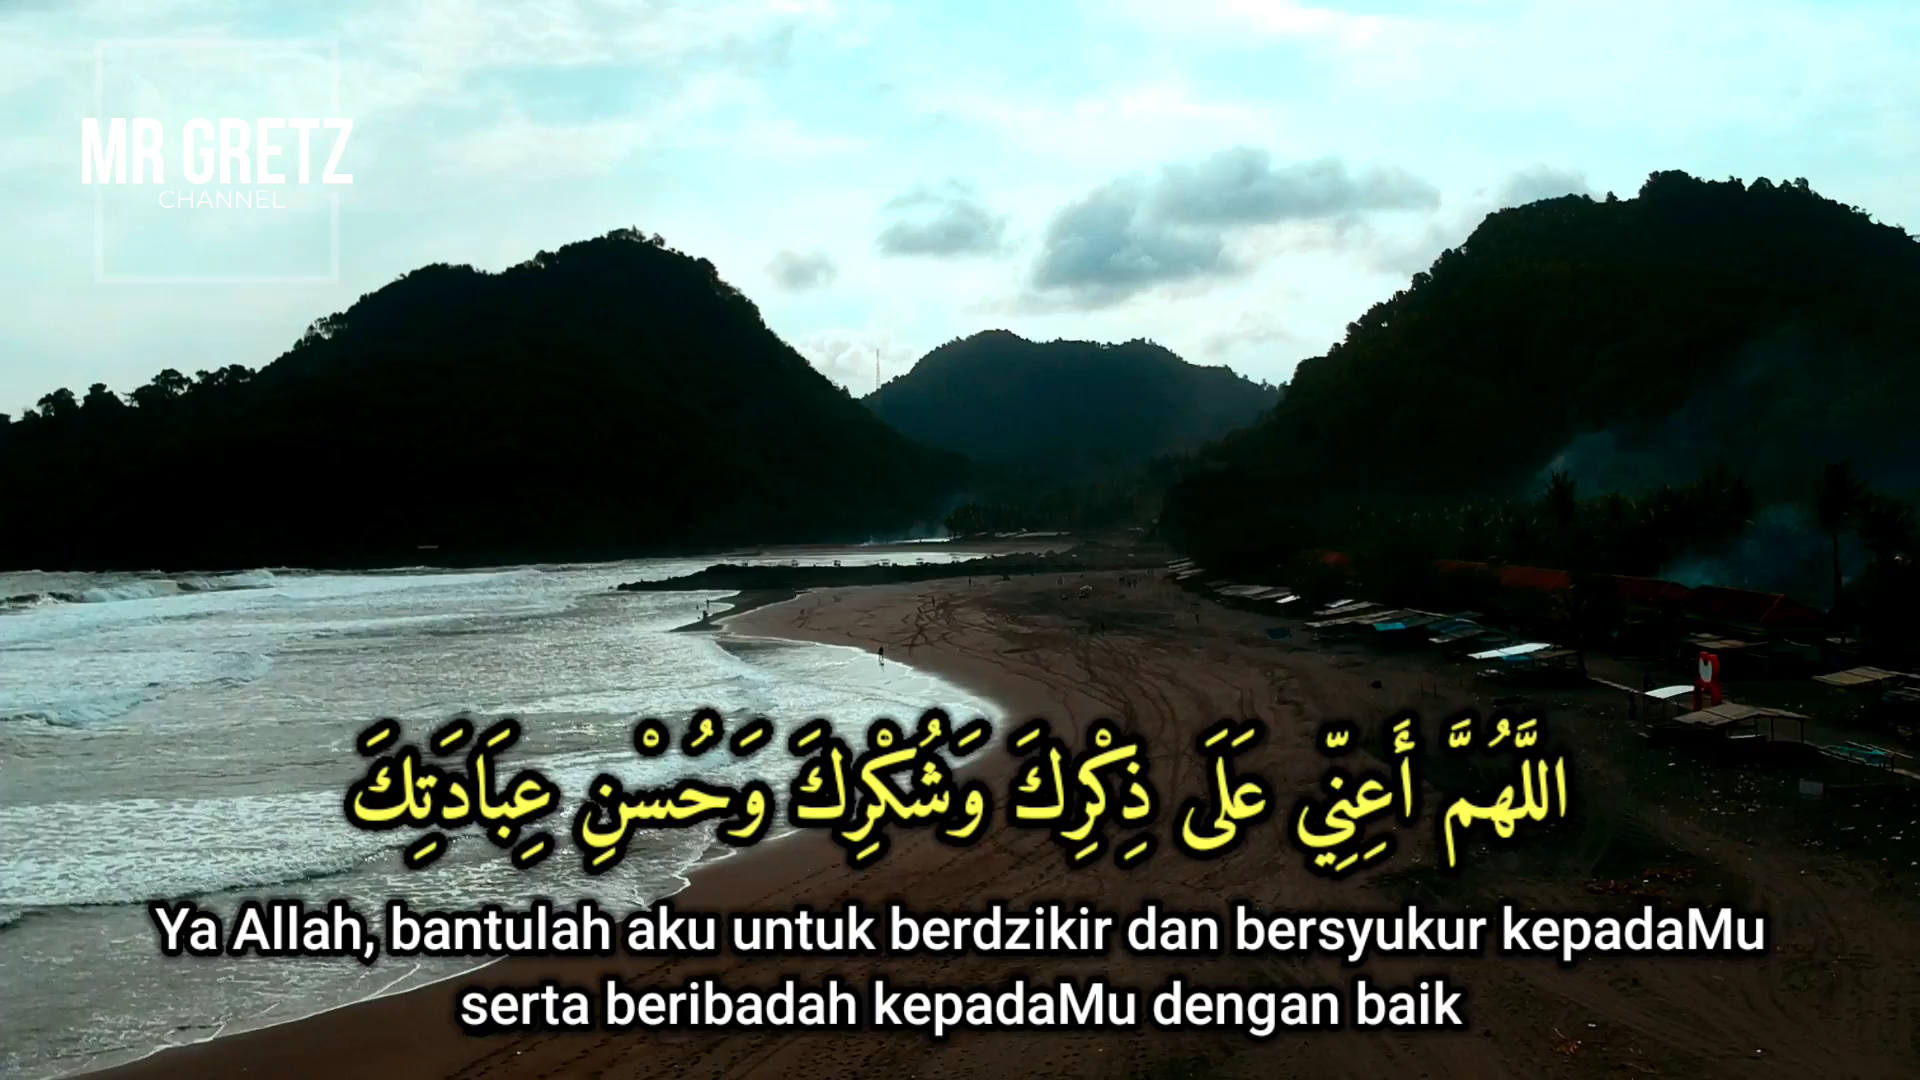 MR GRETZ
CHANNEL
اللَّهُمَّ أَعِنِّي عَلَى ذِكْرِكَ وَشُكْرِكَ وَحُسْنِ عِبَادَتِكَ
Ya Allah, bantulah aku untuk berdzikir dan bersyukur kepadaMu
serta beribadah kepadaMu dengan baik